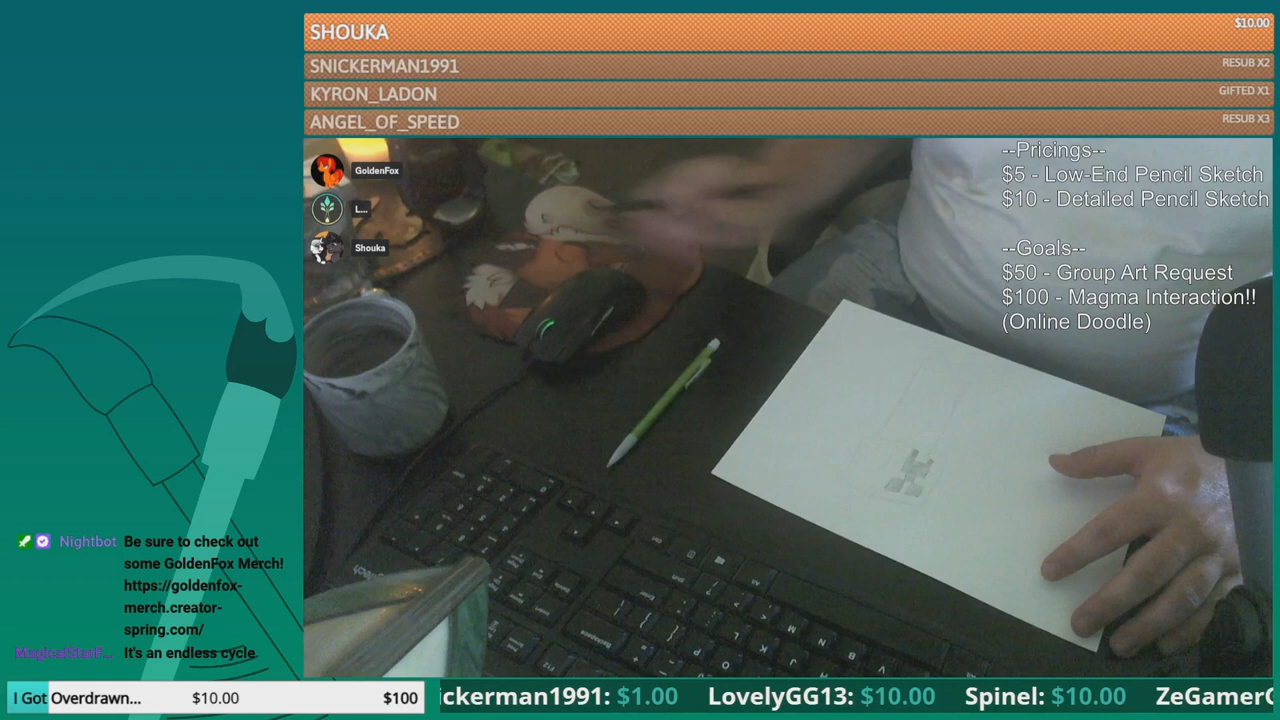 SHOUKA
$10.00
SNICKERMAN1991
RESUB X2
KYRON_LADON
GIFTED X1
ANGEL_OF_SPEED
RESUB X3
GoldenFox
L...
Shouka
--Pricings--
$5 - Low-End Pencil Sketch
$10 - Detailed Pencil Sketch
--Goals--
$50 - Group Art Request
$100 - Magma Interaction!!
(Online Doodle)
Nightbot Be sure to check out
some GoldenFox Merch!
https://goldenfox-
merch.creator-
spring.com/
MagicalStarF... It's an endless cycle
I Got Overdrawn... $10.00 $100
ickerman1991: $1.00 LovelyGG13: $10.00 Spinel: $10.00 ZeGamerC